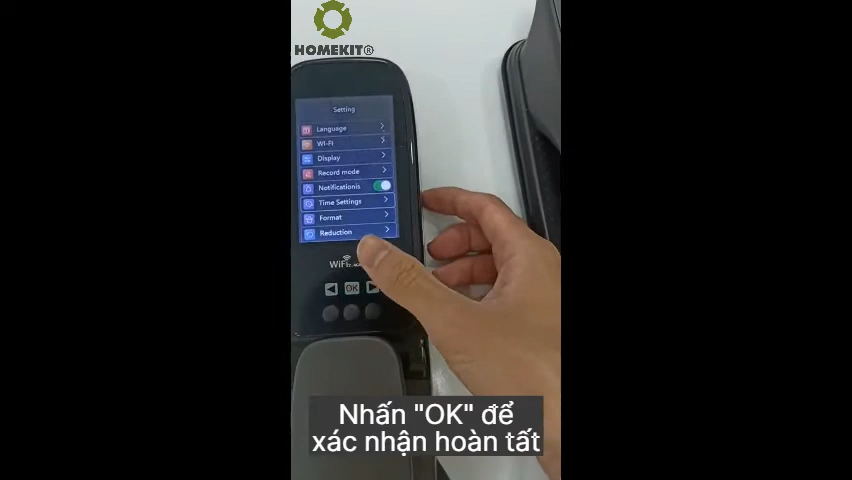 HOMEKIT®
Setting
Language
WI-FI
Display
Record mode
Notificationis
Time Settings
Format
Reduction
WiFi
OK
Nhấn "OK" để
xác nhận hoàn tất